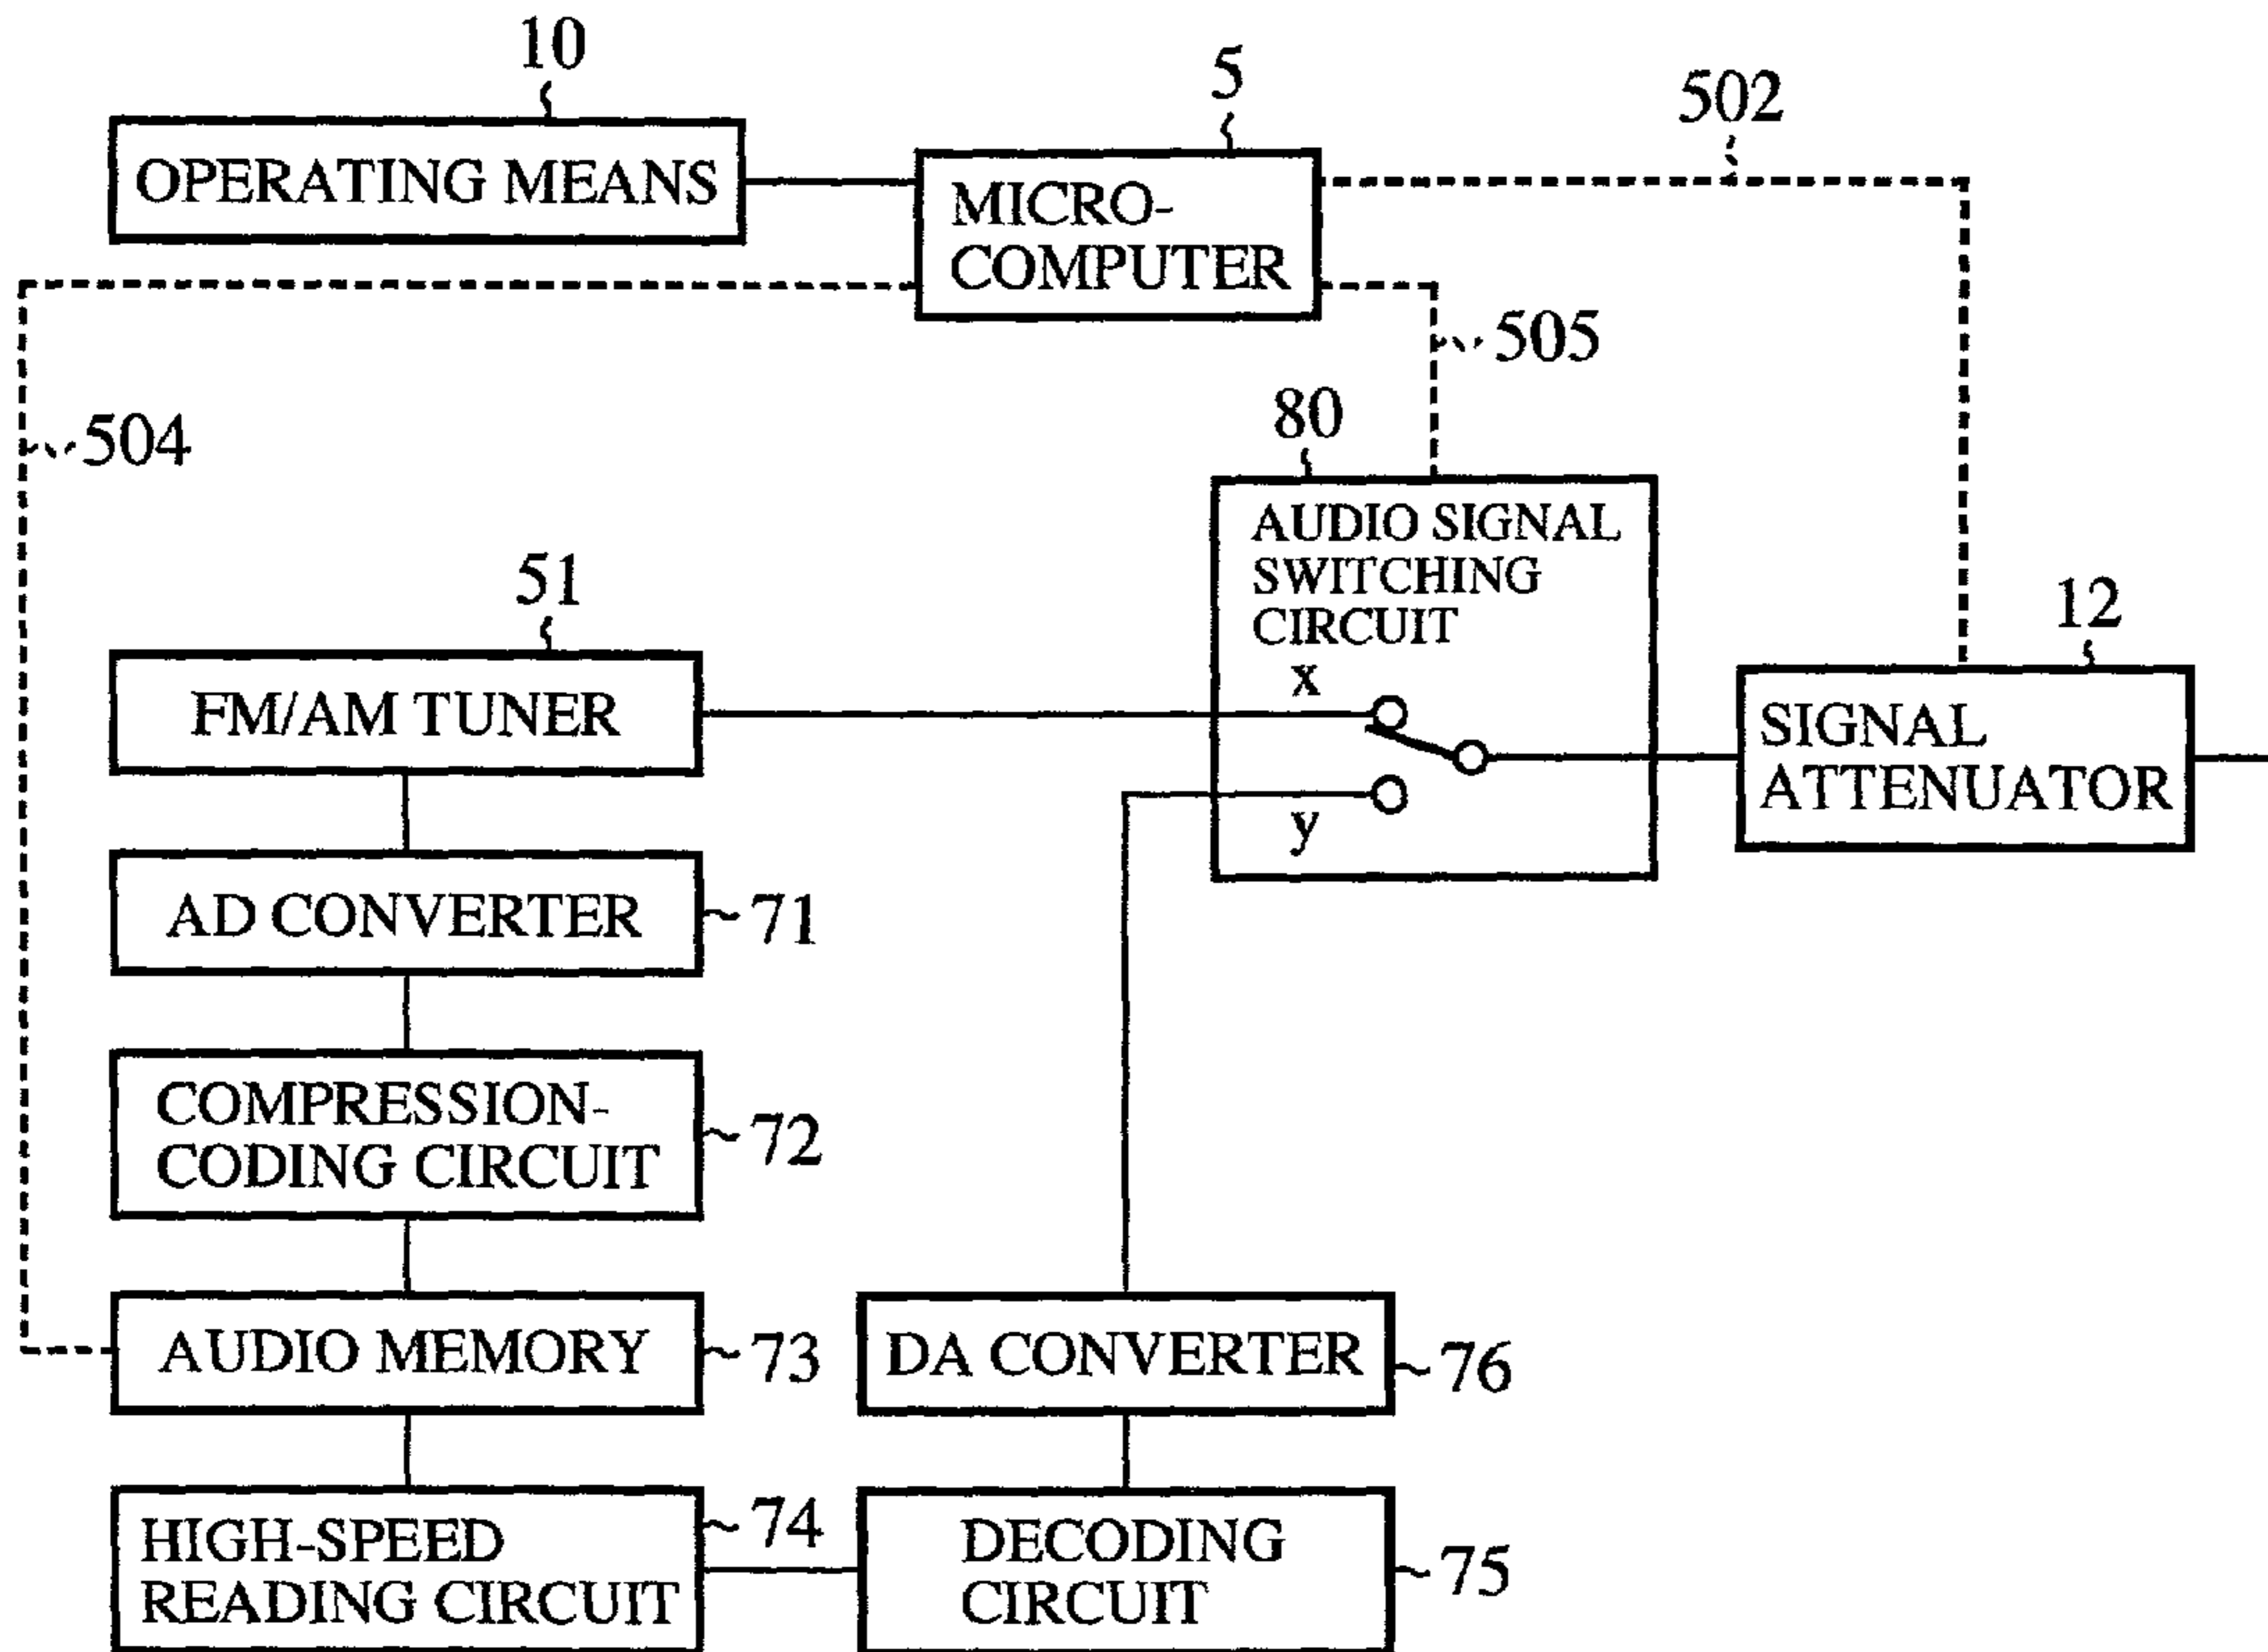 10
OPERATING MEANS
5
MICRO-
COMPUTER
502
505
504
80
AUDIO SIGNAL
SWITCHING
CIRCUIT
x
y
51
FM/AM TUNER
12
SIGNAL
ATTENUATOR
AD CONVERTER
71
COMPRESSION-
CODING CIRCUIT
72
AUDIO MEMORY
73
DA CONVERTER
76
HIGH-SPEED
READING CIRCUIT
74
DECODING
CIRCUIT
75